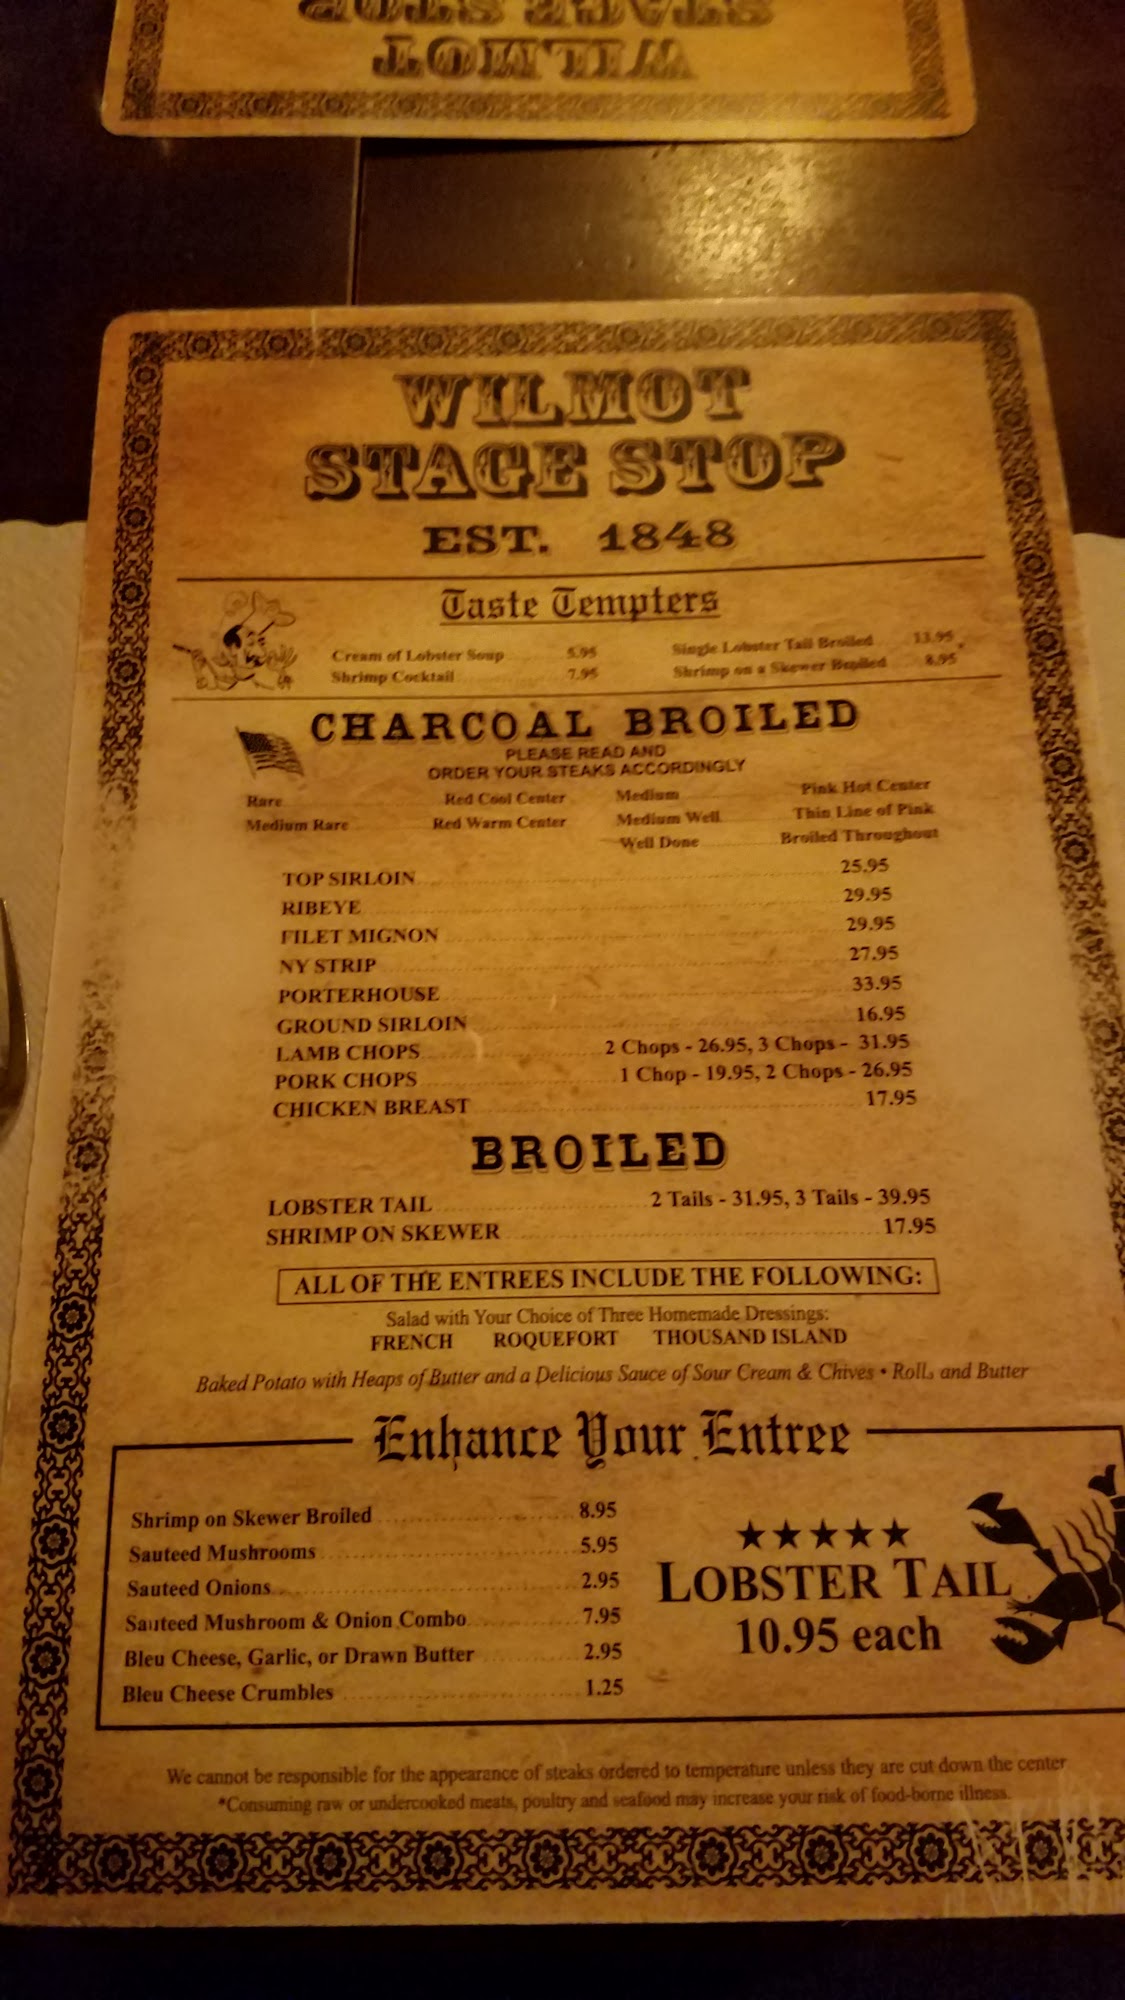 STAGE STOP
WILMOT
WILMOT
STAGE STOP
EST. 1848
Taste Tempters
Cream of Lobster Soup 5.95 Single Lobster Tail Broiled 13.95
Shrimp Cocktail 7.95 Shrimp on a Skewer Broiled 8.95
CHARCOAL BROILED
PLEASE READ AND
ORDER YOUR STEAKS ACCORDINGLY
Rare Red Cool Center Medium Pink Hot Center
Medium Rare Red Warm Center Medium Well Thin Line of Pink
Well Done Broiled Throughout
TOP SIRLOIN 25.95
RIBEYE 29.95
FILET MIGNON 29.95
NY STRIP 27.95
PORTERHOUSE 33.95
GROUND SIRLOIN 16.95
LAMB CHOPS 2 Chops - 26.95, 3 Chops - 31.95
PORK CHOPS 1 Chop - 19.95, 2 Chops - 26.95
CHICKEN BREAST 17.95
BROILED
LOBSTER TAIL 2 Tails - 31.95, 3 Tails - 39.95
SHRIMP ON SKEWER 17.95
ALL OF THE ENTREES INCLUDE THE FOLLOWING:
Salad with Your Choice of Three Homemade Dressings:
FRENCH ROQUEFORT THOUSAND ISLAND
Baked Potato with Heaps of Butter and a Delicious Sauce of Sour Cream & Chives • Rolls and Butter
Enhance Your Entree
Shrimp on Skewer Broiled 8.95
Sauteed Mushrooms 5.95
Sauteed Onions 2.95
Sauteed Mushroom & Onion Combo 7.95
Bleu Cheese, Garlic, or Drawn Butter 2.95
Bleu Cheese Crumbles 1.25
★★★★★
LOBSTER TAIL
10.95 each
We cannot be responsible for the appearance of steaks ordered to temperature unless they are cut down the center
*Consuming raw or undercooked meats, poultry and seafood may increase your risk of food-borne illness.